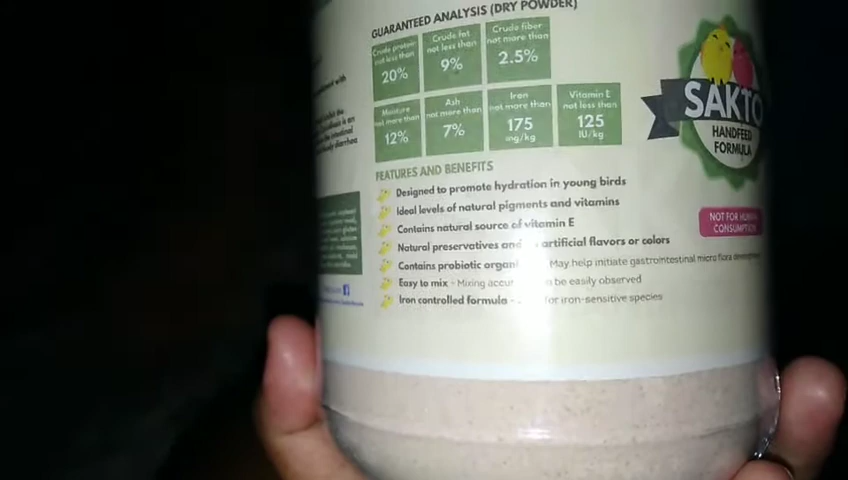 GUARANTEED ANALYSIS (DRY POWDER)
Crude protein
not less than
20%
Crude fat
not less than
9%
Crude fiber
not more than
2.5%
Moisture
not more than
12%
Ash
not more than
7%
Iron
not more than
175
mg/kg
Vitamin E
not less than
125
IU/kg
SAKTO
HANDFEED
FORMULA
NOT FOR HUMAN
CONSUMPTION
FEATURES AND BENEFITS
Designed to promote hydration in young birds
Ideal levels of natural pigments and vitamins
Contains natural source of vitamin E
Natural preservatives and artificial flavors or colors
Contains probiotic May help initiate gastrointestinal micro flora
Easy to mix - Mixing be easily observed
Iron controlled formula - for iron-sensitive species